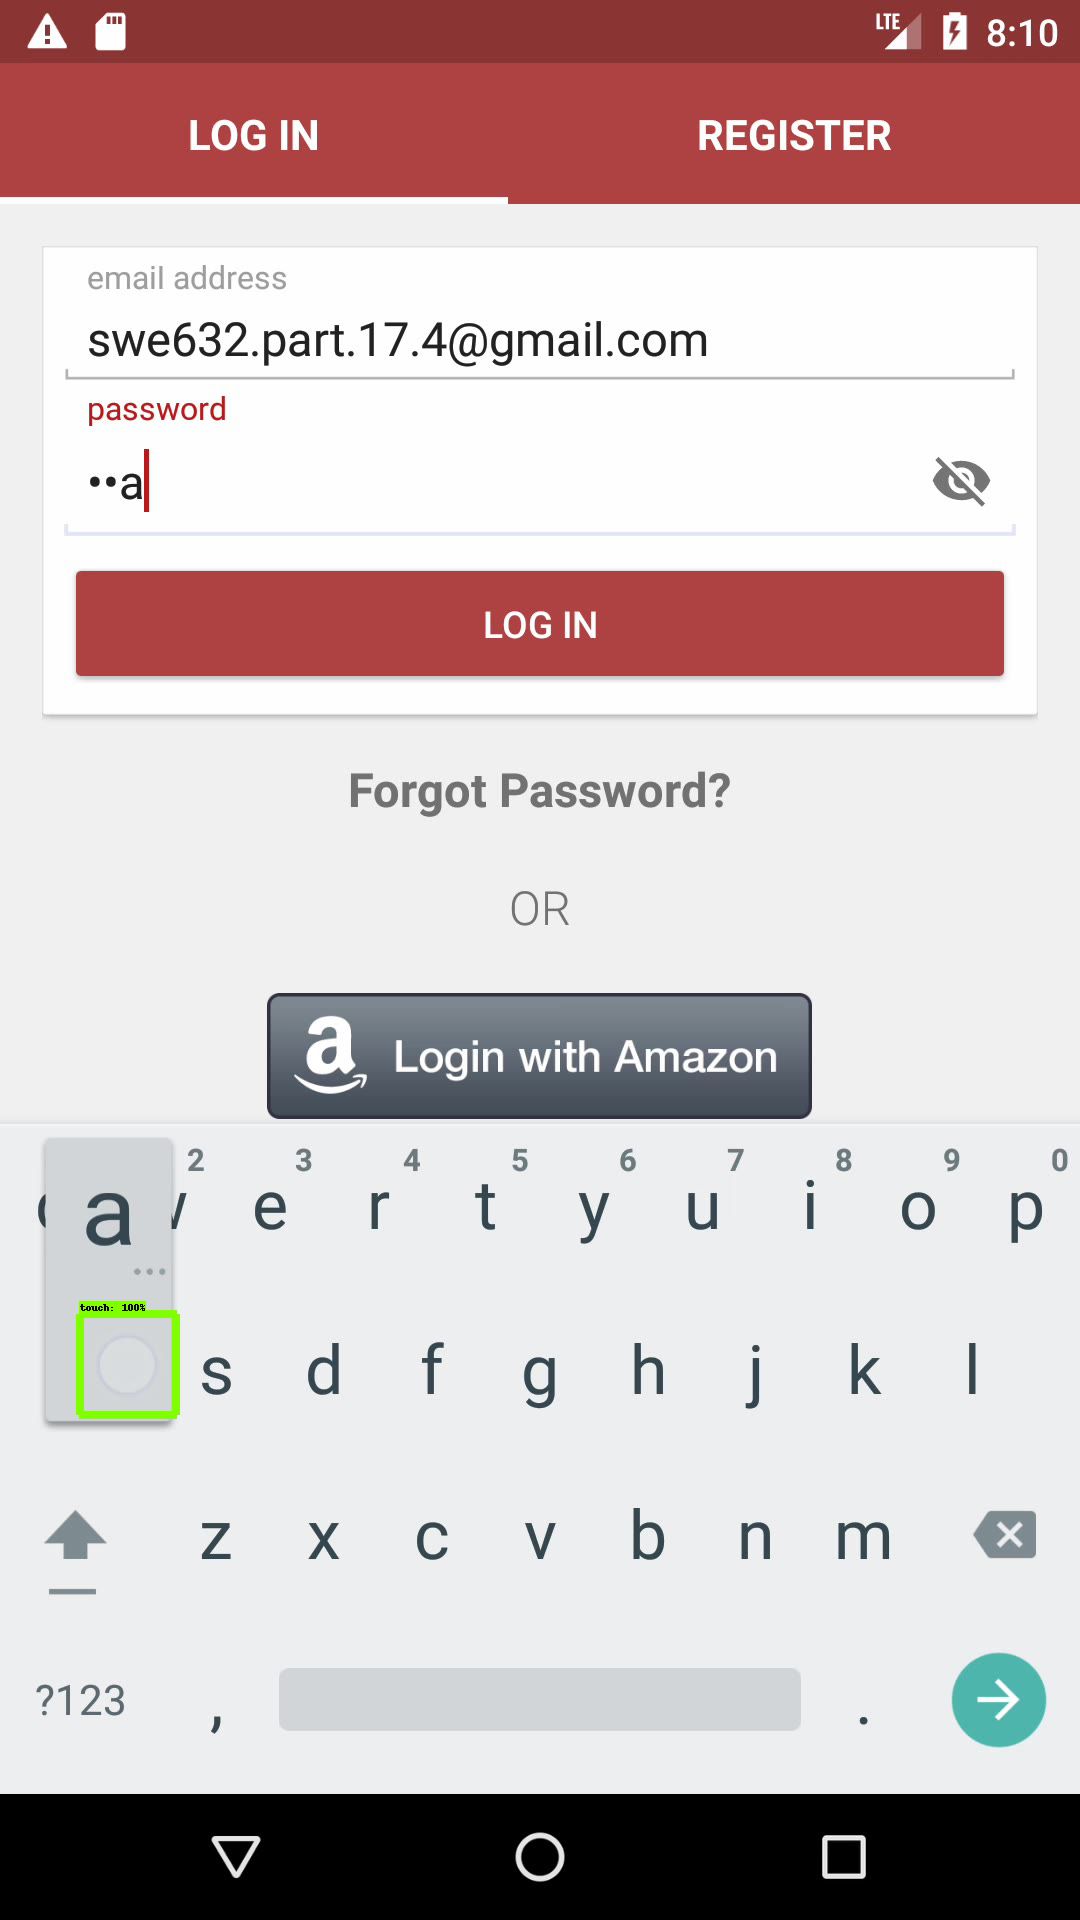 LTE 8:10
LOG IN REGISTER
email address
swe632.part.17.4@gmail.com
password
••a
LOG IN
Forgot Password?
OR
a Login with Amazon
2 3 4 5 6 7 8 9 0
a e r t y u i o p
touch: 100%
s d f g h j k l
z x c v b n m
?123 , .